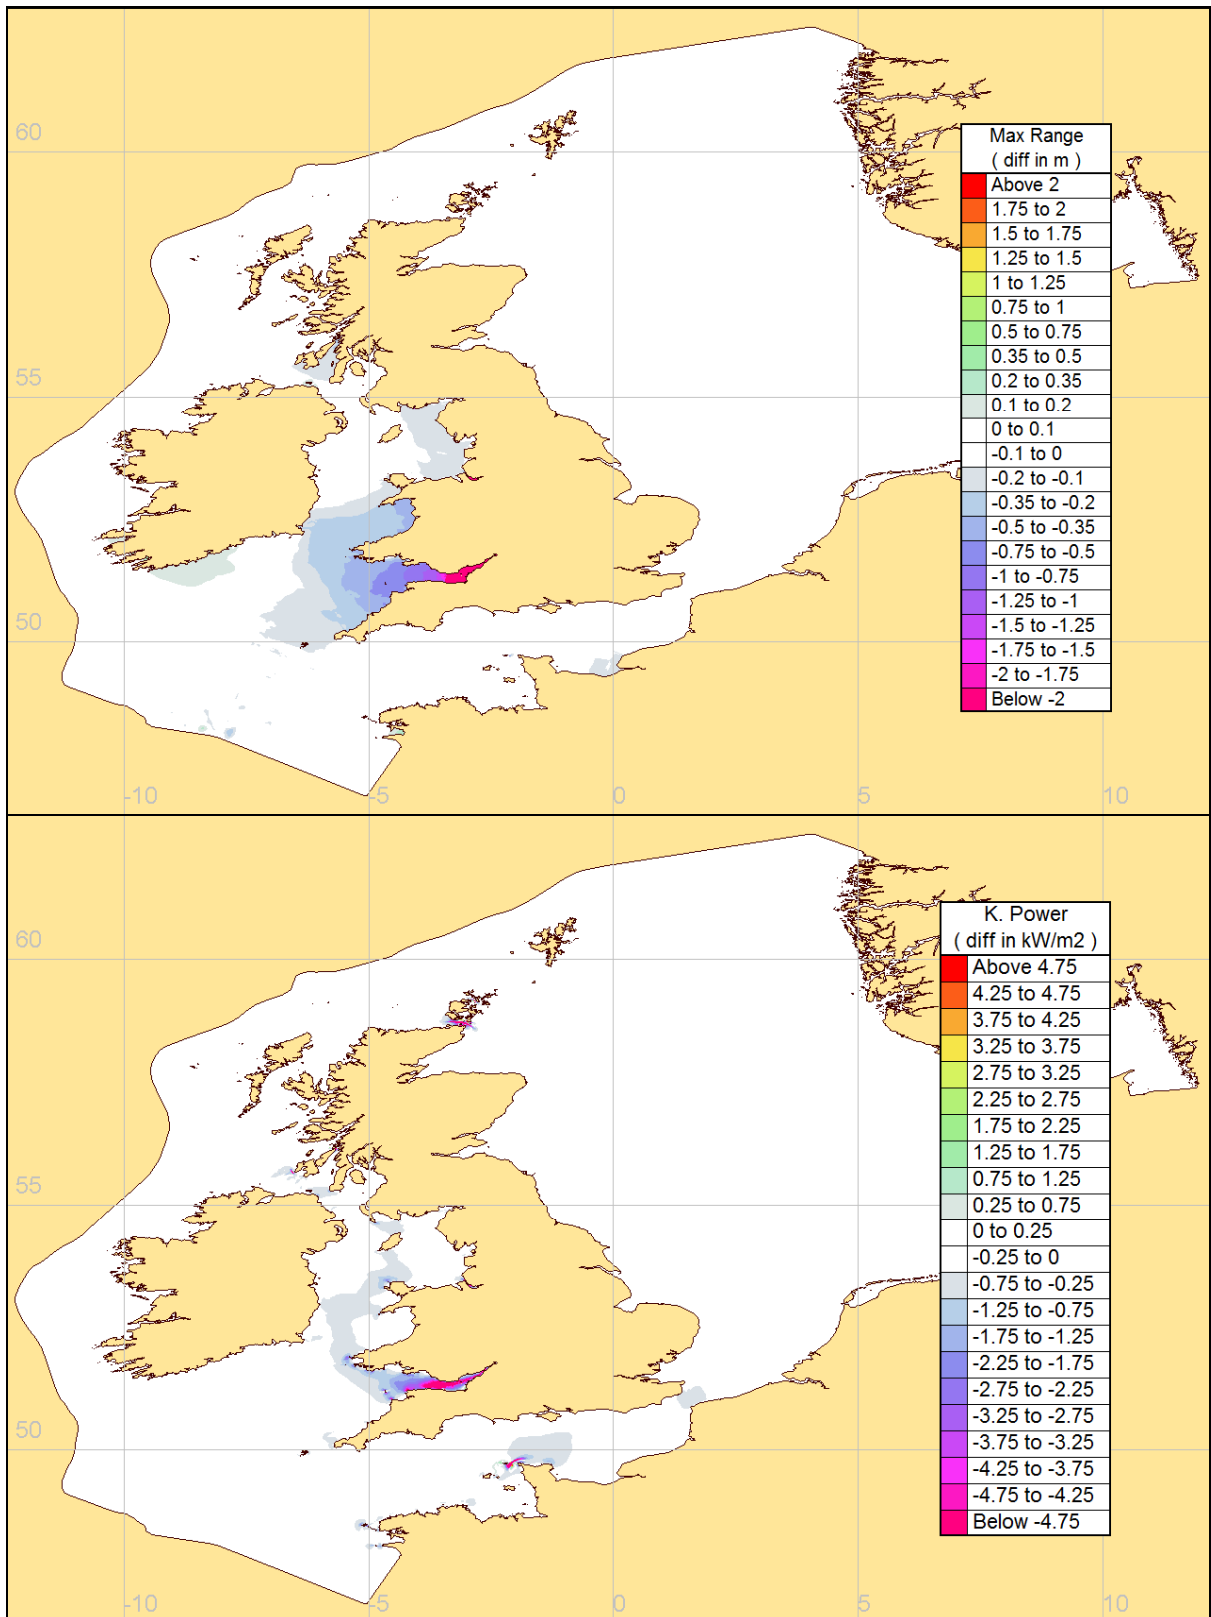 60
55
50
-10
-5
0
5
10
Max Range
( diff in m )
Above 2
1.75 to 2
1.5 to 1.75
1.25 to 1.5
1 to 1.25
0.75 to 1
0.5 to 0.75
0.35 to 0.5
0.2 to 0.35
0.1 to 0.2
0 to 0.1
-0.1 to 0
-0.2 to -0.1
-0.35 to -0.2
-0.5 to -0.35
-0.75 to -0.5
-1 to -0.75
-1.25 to -1
-1.5 to -1.25
-1.75 to -1.5
-2 to -1.75
Below -2
60
55
50
-10
-5
0
5
10
K. Power
( diff in kW/m2 )
Above 4.75
4.25 to 4.75
3.75 to 4.25
3.25 to 3.75
2.75 to 3.25
2.25 to 2.75
1.75 to 2.25
1.25 to 1.75
0.75 to 1.25
0.25 to 0.75
0 to 0.25
-0.25 to 0
-0.75 to -0.25
-1.25 to -0.75
-1.75 to -1.25
-2.25 to -1.75
-2.75 to -2.25
-3.25 to -2.75
-3.75 to -3.25
-4.25 to -3.75
-4.75 to -4.25
Below -4.75